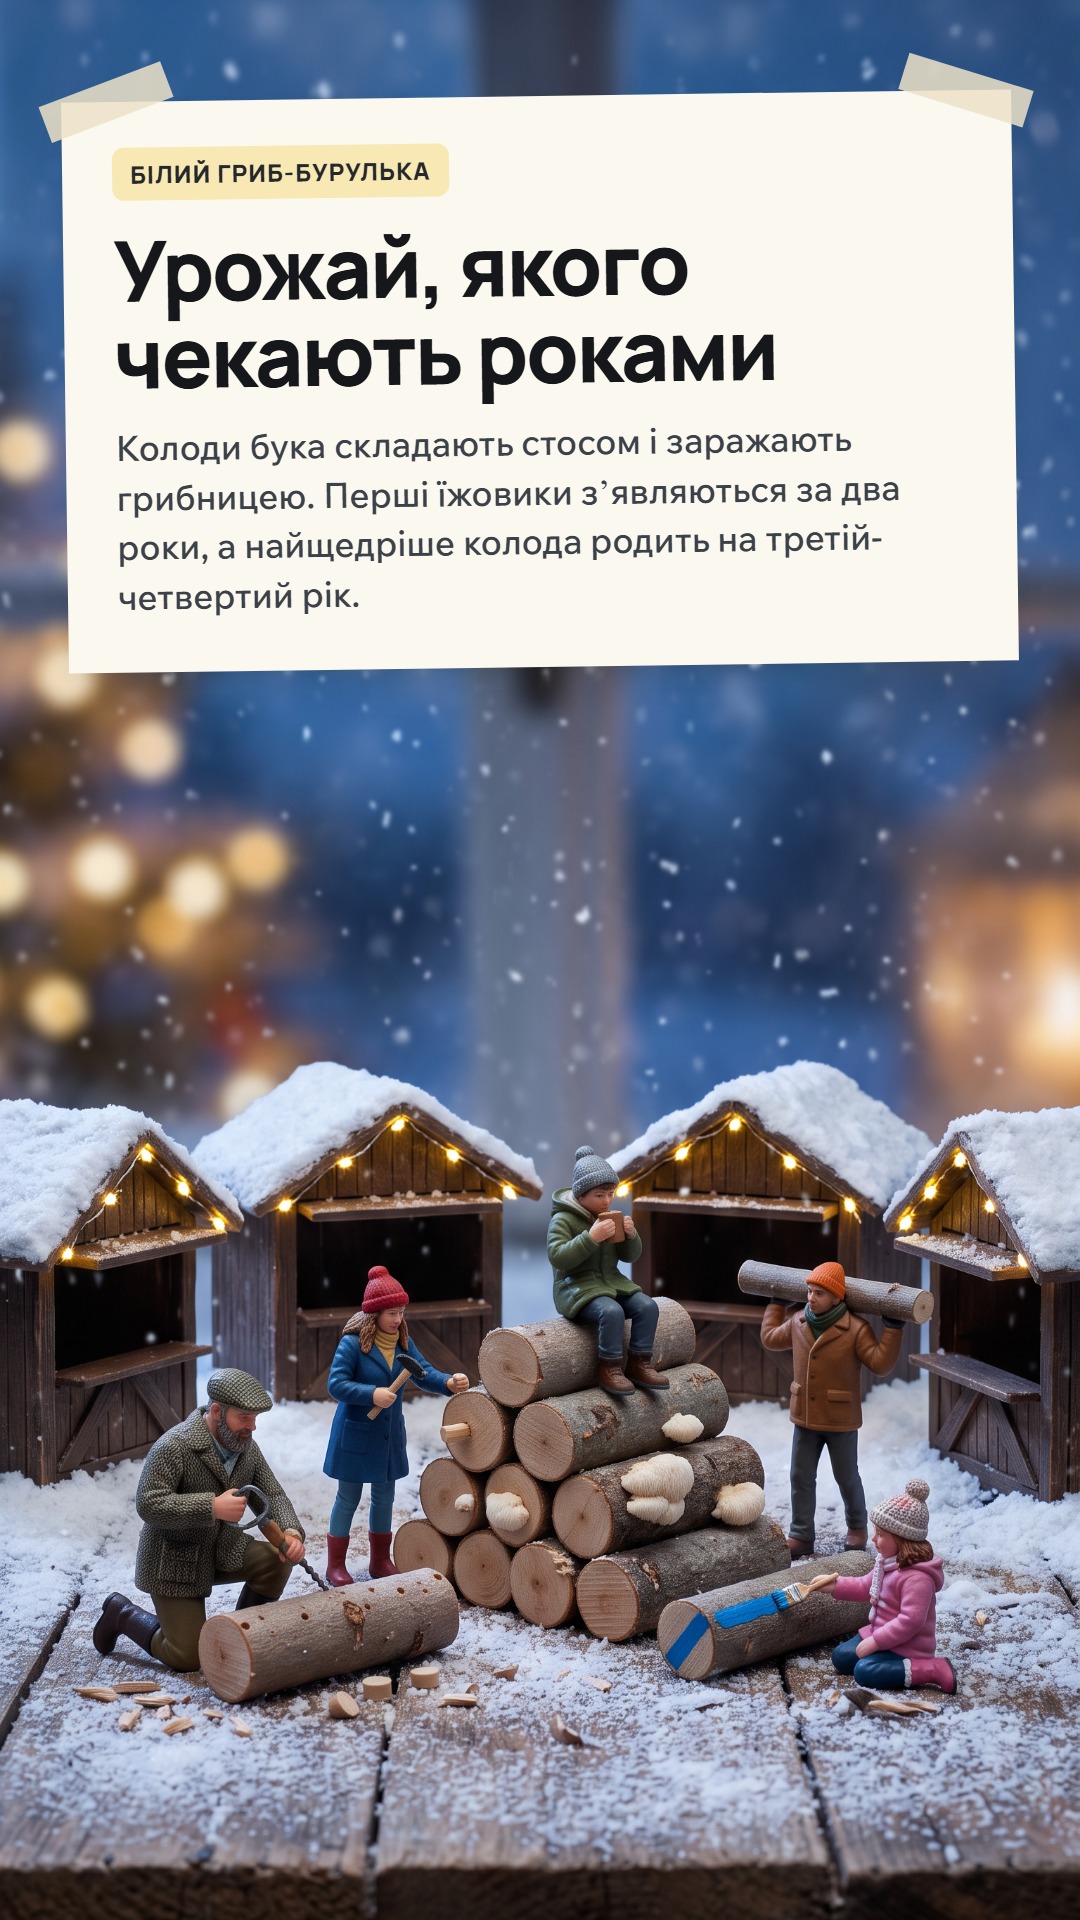 БІЛИЙ ГРИБ-БУРУЛЬКА
Урожай, якого
чекають роками
Колоди бука складають стосом і заражають
грибницею. Перші їжовики з’являються за два
роки, а найщедріше колода родить на третій-
четвертий рік.